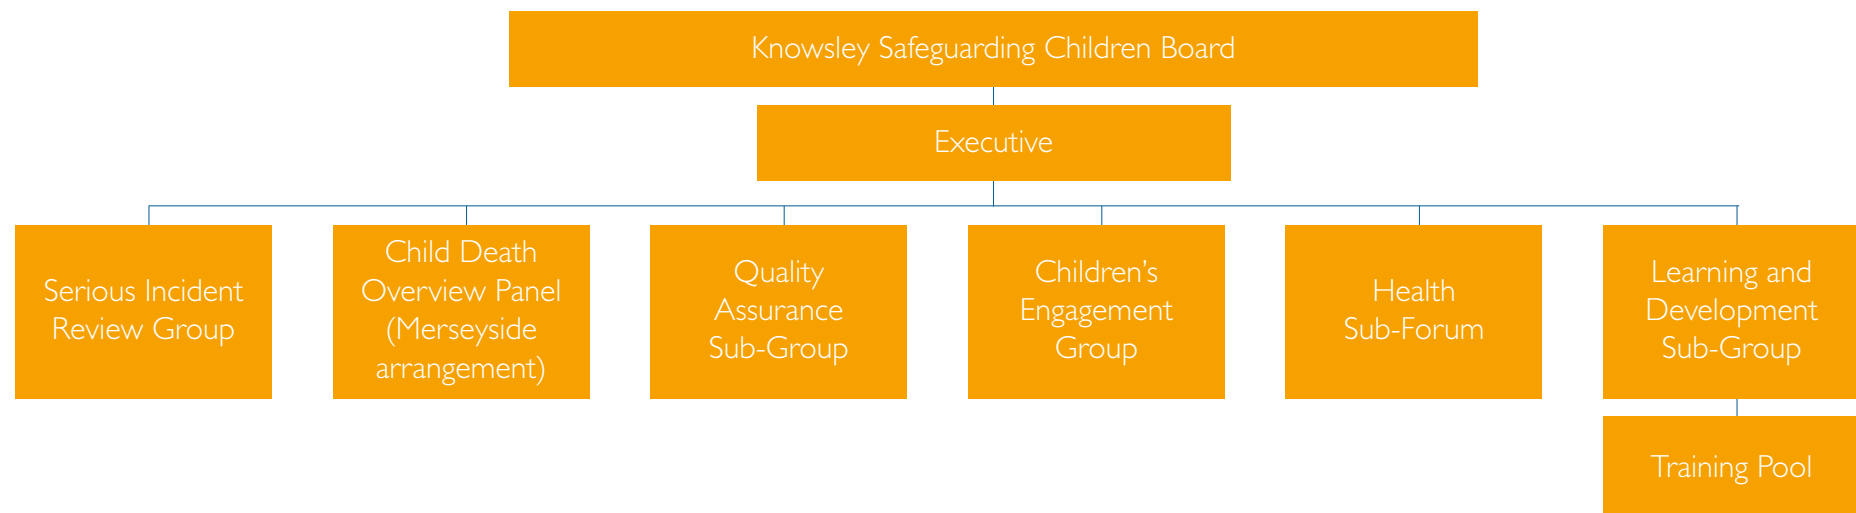 Knowsley Safeguarding Children Board
Executive
Serious Incident
Review Group
Child Death
Overview Panel
(Merseyside
arrangement)
Quality
Assurance
Sub-Group
Children’s
Engagement
Group
Health
Sub-Forum
Learning and
Development
Sub-Group
Training Pool